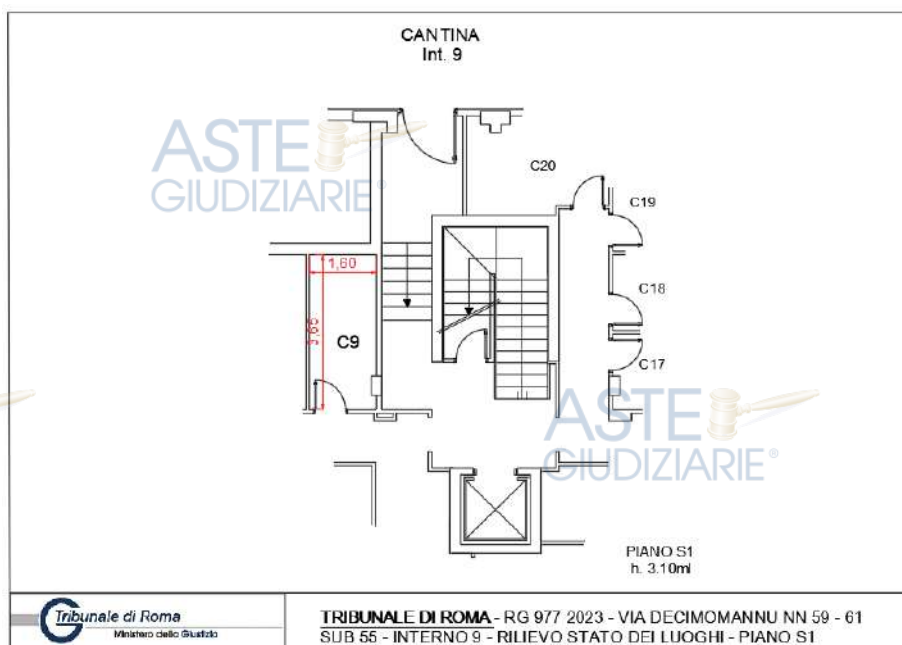 CANTINA
Int. 9
ASTE
GIUDIZIARIE®
C20
C19
1,60
C18
3,65
C9
C17
ASTE
GIUDIZIARIE®
PIANO S1
h. 3.10ml
Tribunale di Roma
Ministero della Giustizia
TRIBUNALE DI ROMA - RG 977 2023 - VIA DECIMOMANNU NN 59 - 61
SUB 55 - INTERNO 9 - RILIEVO STATO DEI LUOGHI - PIANO S1